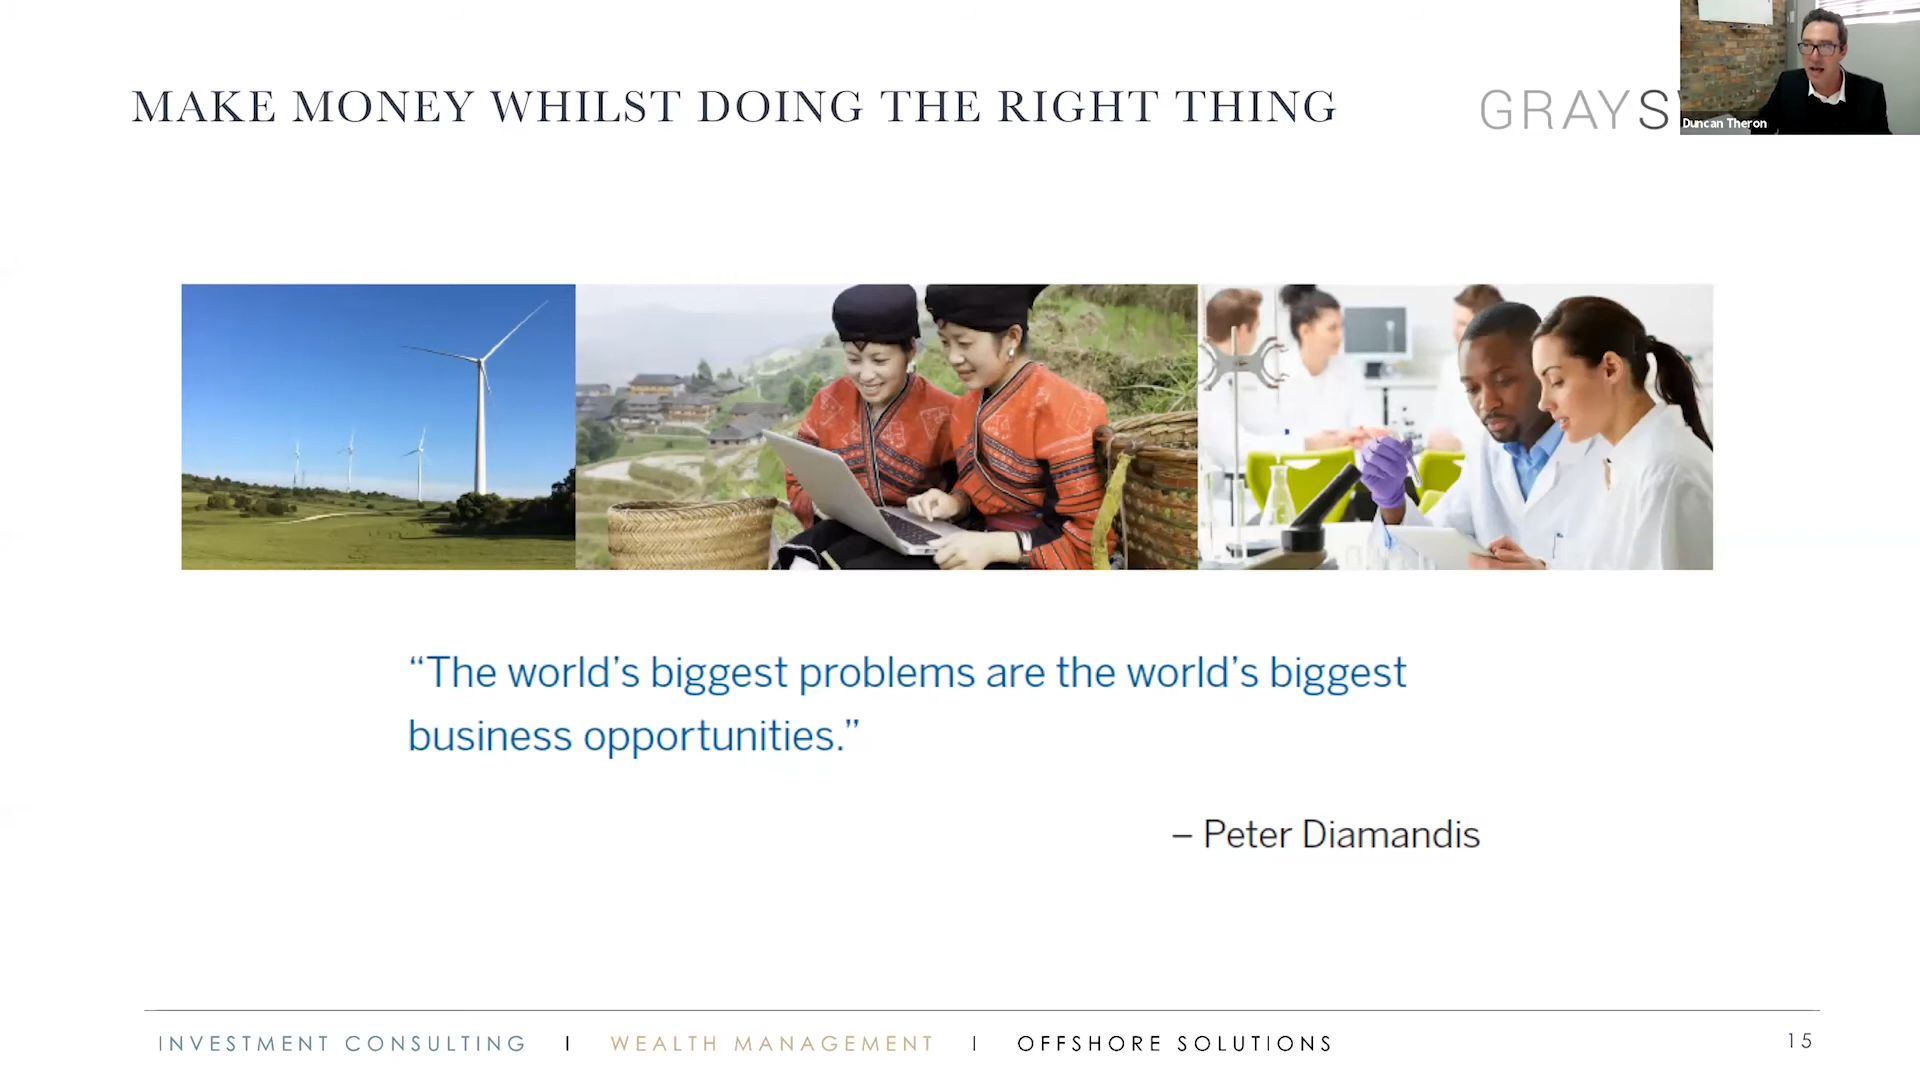 MAKE MONEY WHILST DOING THE RIGHT THING
GRAYS
Duncan Theron
“The world’s biggest problems are the world’s biggest
business opportunities.”
– Peter Diamandis
INVESTMENT CONSULTING | WEALTH MANAGEMENT | OFFSHORE SOLUTIONS
15